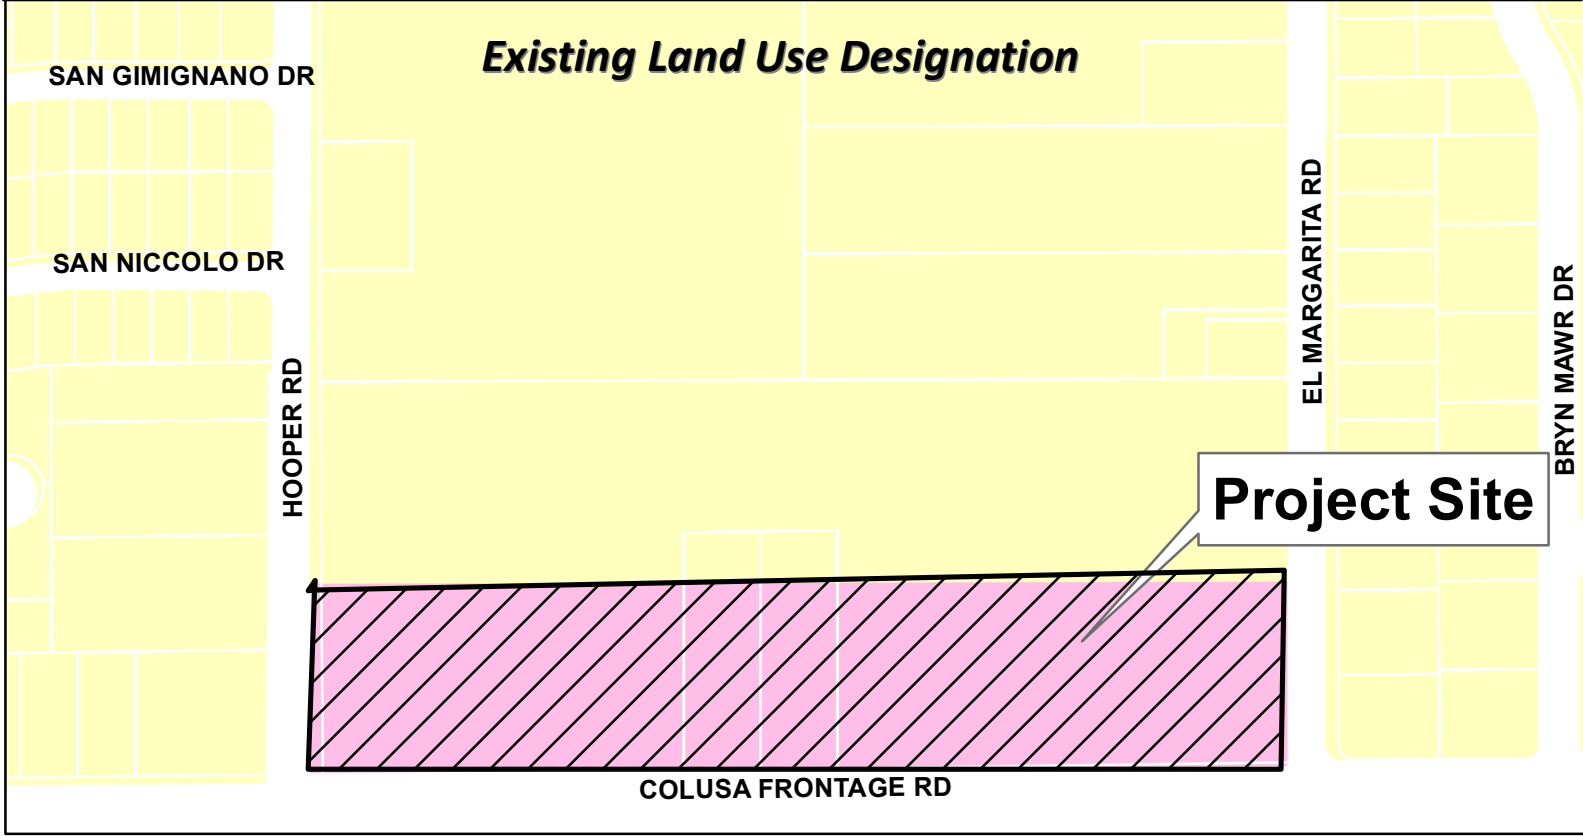 Existing Land Use Designation
SAN GIMIGNANO DR
SAN NICCOLO DR
HOOPER RD
EL MARGARITA RD
BRYN MAWR DR
Project Site
COLUSA FRONTAGE RD